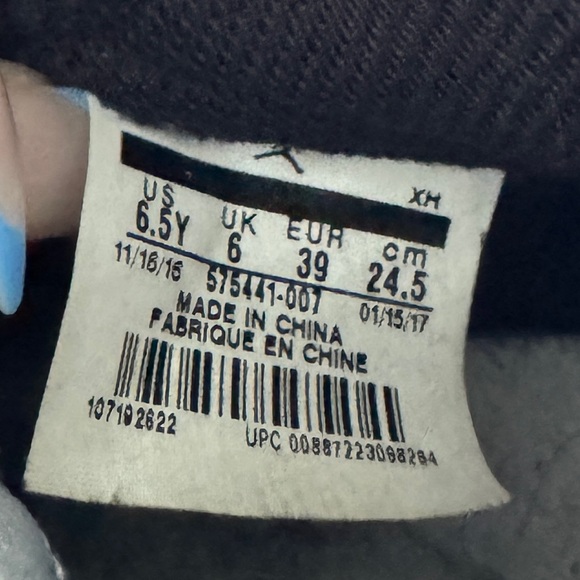 XH
US UK EUR cm
6.5Y 6 39 24.5
11/16/16 575441-007 01/15/17
MADE IN CHINA
FABRIQUE EN CHINE
107192622
UPC 00887223098264